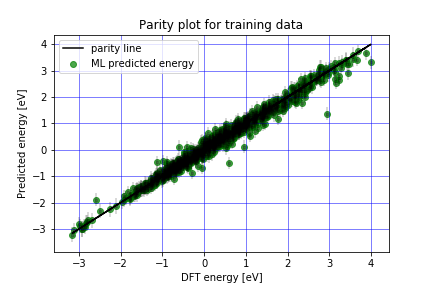 Parity plot for training data
parity line
ML predicted energy
Predicted energy [eV]
4
3
2
1
0
−1
−2
−3
−3 −2 −1 0 1 2 3 4
DFT energy [eV]